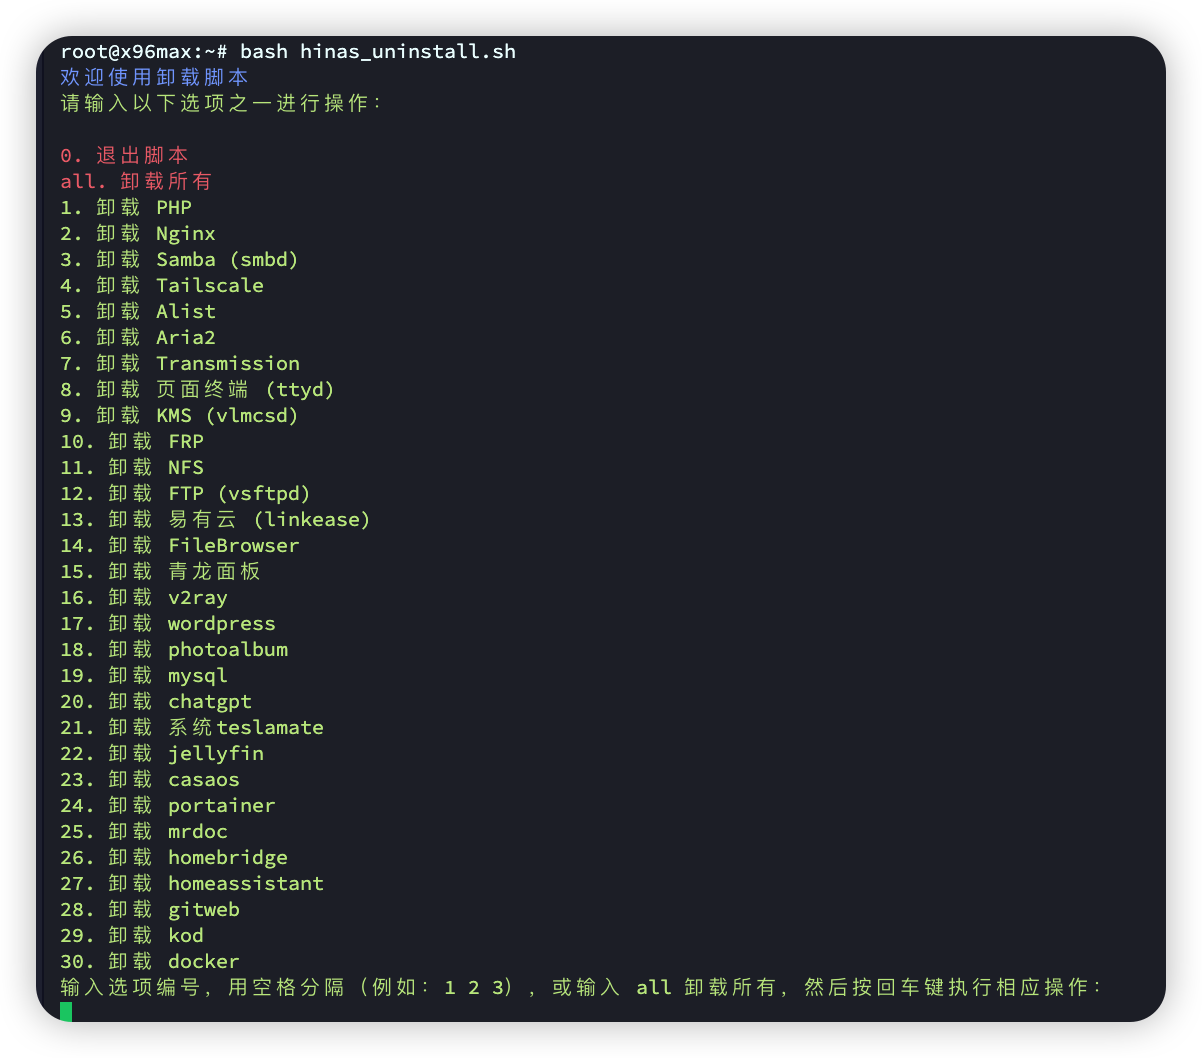 root@x96max:~# bash hinas_uninstall.sh
欢迎使用卸载脚本
请输入以下选项之一进行操作：
0. 退出脚本
all. 卸载所有
1. 卸载 PHP
2. 卸载 Nginx
3. 卸载 Samba (smbd)
4. 卸载 Tailscale
5. 卸载 Alist
6. 卸载 Aria2
7. 卸载 Transmission
8. 卸载 页面终端 (ttyd)
9. 卸载 KMS (vlmcsd)
10. 卸载 FRP
11. 卸载 NFS
12. 卸载 FTP (vsftpd)
13. 卸载 易有云 (linkease)
14. 卸载 FileBrowser
15. 卸载 青龙面板
16. 卸载 v2ray
17. 卸载 wordpress
18. 卸载 photoalbum
19. 卸载 mysql
20. 卸载 chatgpt
21. 卸载 系统teslamate
22. 卸载 jellyfin
23. 卸载 casaos
24. 卸载 portainer
25. 卸载 mrdoc
26. 卸载 homebridge
27. 卸载 homeassistant
28. 卸载 gitweb
29. 卸载 kod
30. 卸载 docker
输入选项编号，用空格分隔（例如：1 2 3），或输入 all 卸载所有，然后按回车键执行相应操作：